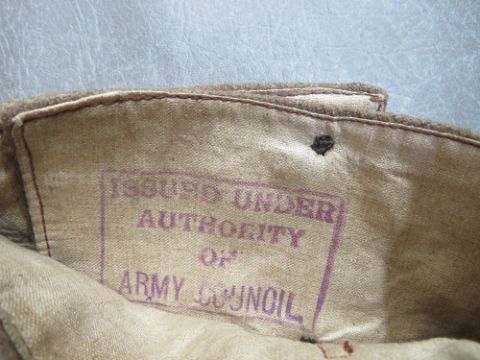 ISSUED UNDER
AUTHORITY
OF
ARMY COUNCIL